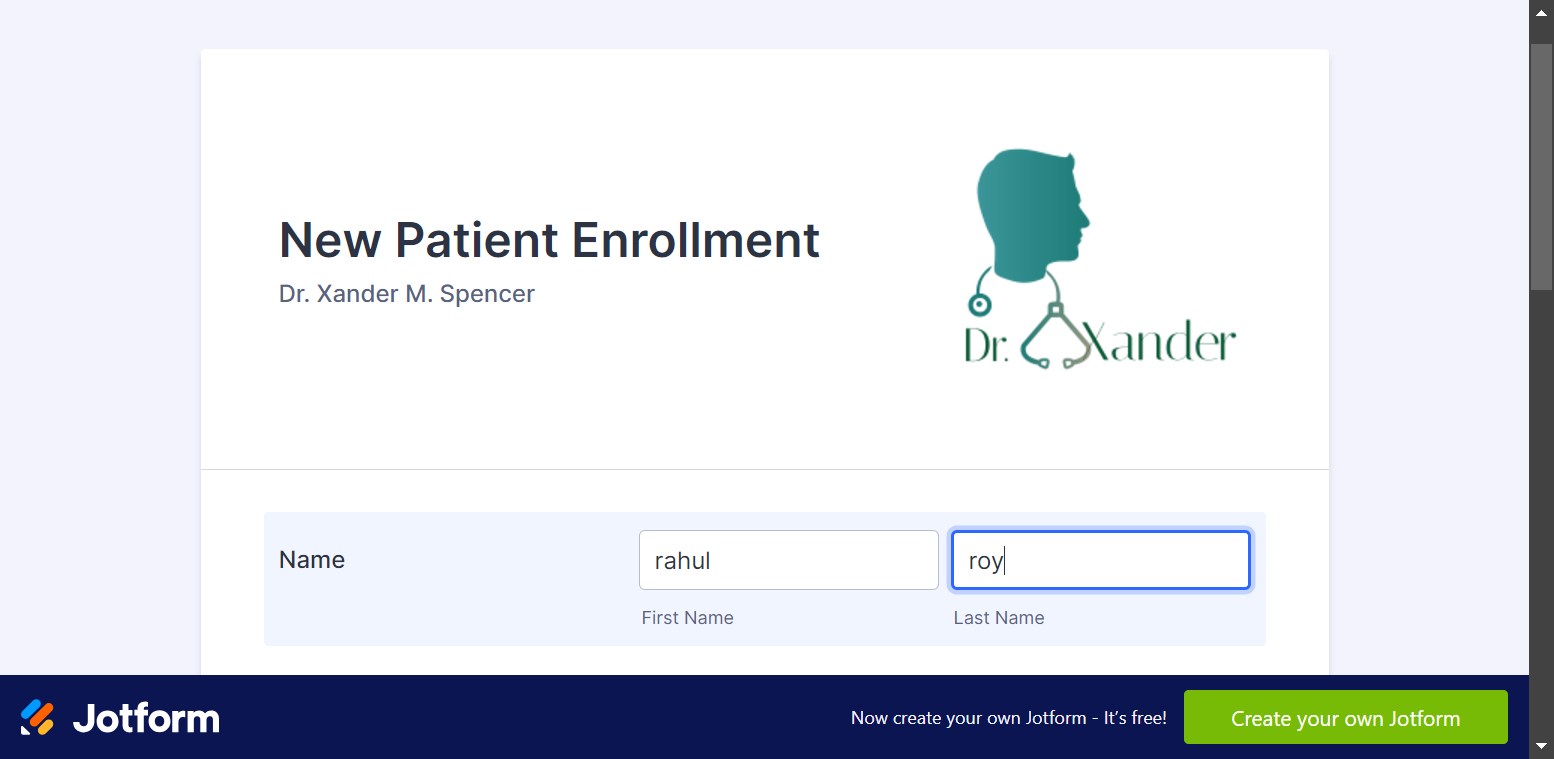 New Patient Enrollment
Dr. Xander M. Spencer
Dr. Xander
Name
rahul
roy
First Name
Last Name
Jotform
Now create your own Jotform - It's free!
Create your own Jotform